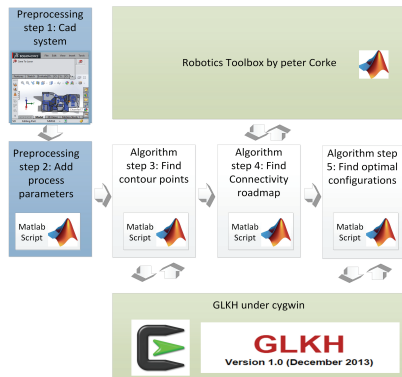 Preprocessing
step 1: Cad
system
Robotics Toolbox by peter Corke
Preprocessing
step 2: Add
process
parameters
Matlab
Script
Algorithm
step 3: Find
contour points
Matlab
Script
Algorithm
step 4: Find
Connectivity
roadmap
Matlab
Script
Algorithm step
5: Find optimal
configurations
Matlab
Script
GLKH under cygwin
GLKH
Version 1.0 (December 2013)